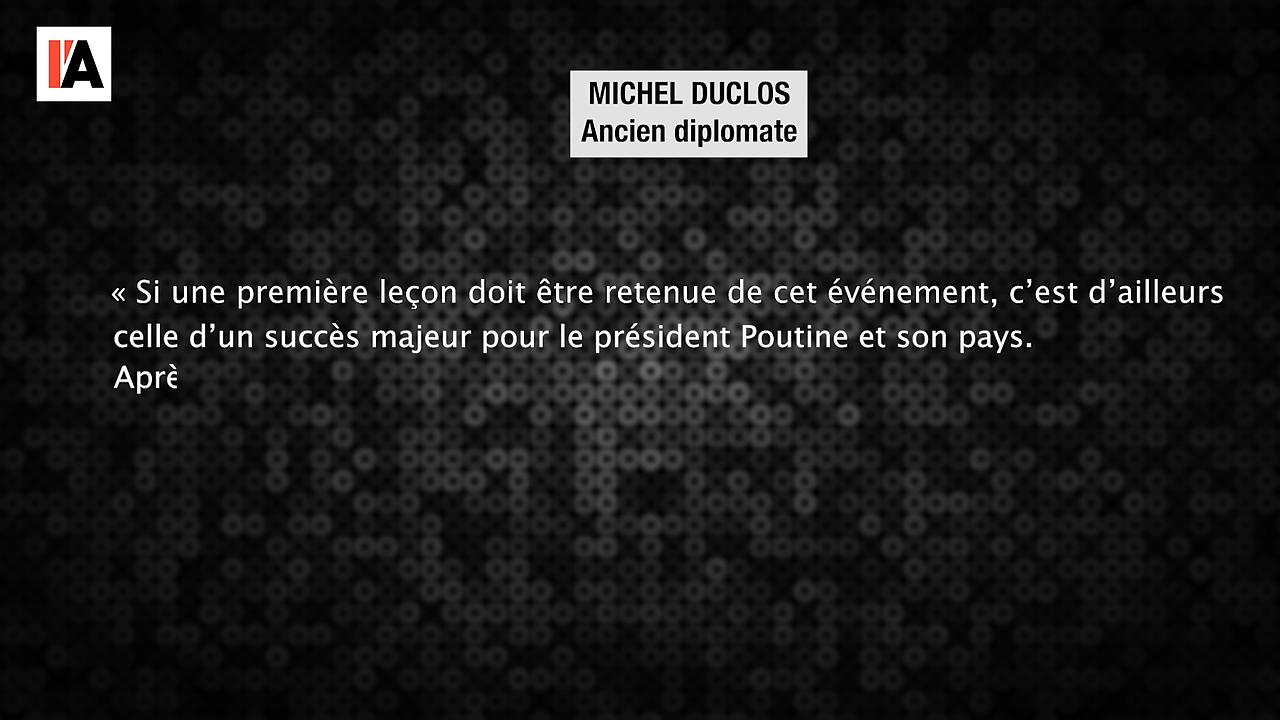 I'A
MICHEL DUCLOS
Ancien diplomate
« Si une première leçon doit être retenue de cet événement, c’est d’ailleurs
celle d’un succès majeur pour le président Poutine et son pays.
Aprè